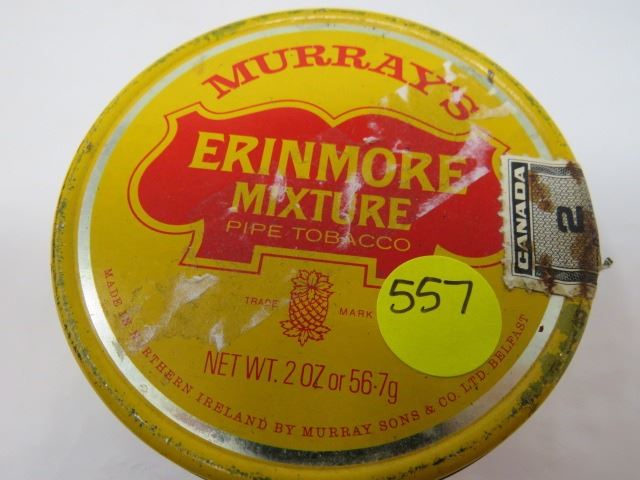 MURRAY'S
ERINMORE
MIXTURE
PIPE TOBACCO
CANADA
2
557
TRADE MARK
NET WT. 2 OZ or 56·7g
MADE IN NORTHERN IRELAND BY MURRAY SONS & CO. LTD. BELFAST